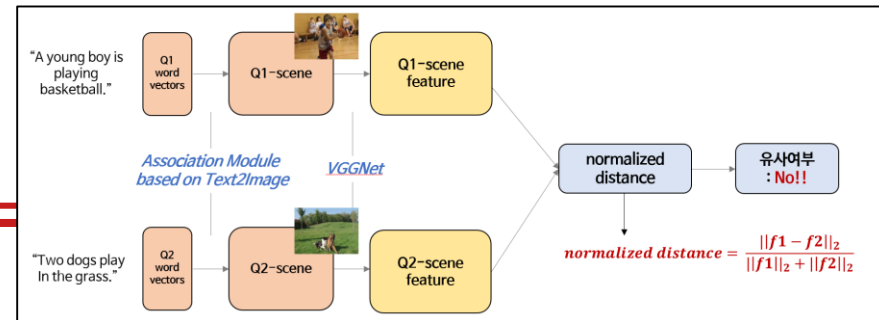 “A young boy is
playing
basketball.”
Q1
word
vectors
Q1-scene
Q1-scene
feature
Association Module
based on Text2Image
VGGNet
normalized
distance
유사여부
: No!!
normalized distance = ||f1 − f2||₂ / ||f1||₂ + ||f2||₂
“Two dogs play
In the grass.”
Q2
word
vectors
Q2-scene
Q2-scene
feature